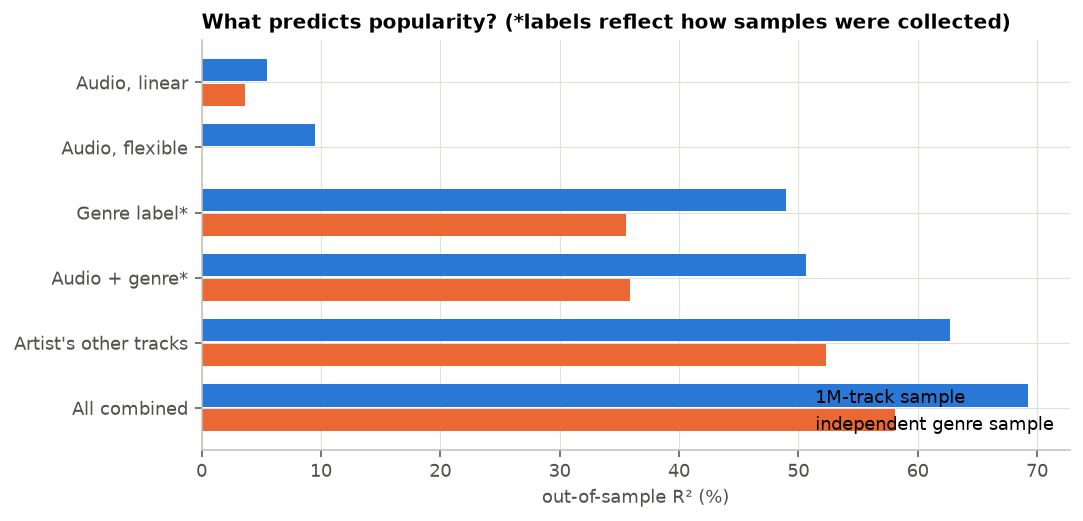 What predicts popularity? (*labels reflect how samples were collected)
Audio, linear
Audio, flexible
Genre label*
Audio + genre*
Artist's other tracks
All combined
1M-track sample
independent genre sample
0 10 20 30 40 50 60 70
out-of-sample R² (%)